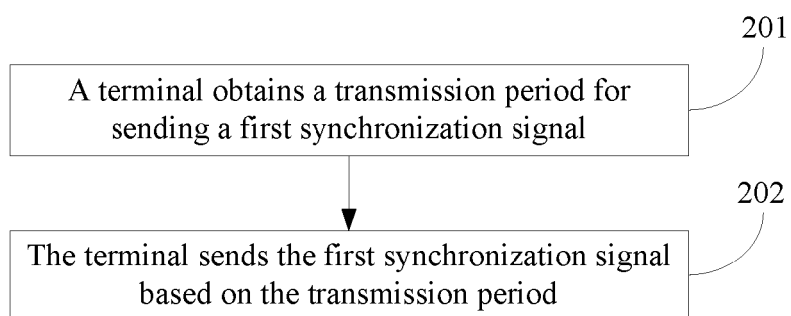 201
A terminal obtains a transmission period for
sending a first synchronization signal
202
The terminal sends the first synchronization signal
based on the transmission period